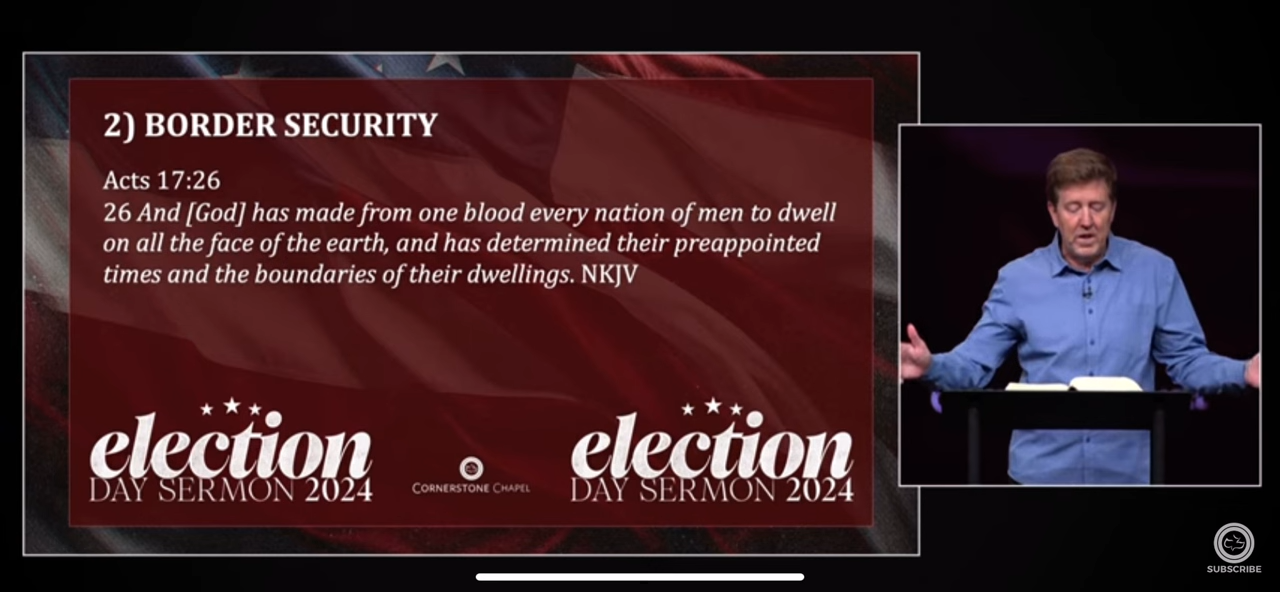 2) BORDER SECURITY
Acts 17:26
26 And [God] has made from one blood every nation of men to dwell
on all the face of the earth, and has determined their preappointed
times and the boundaries of their dwellings. NKJV
election
DAY SERMON 2024
CORNERSTONE CHAPEL
election
DAY SERMON 2024
SUBSCRIBE